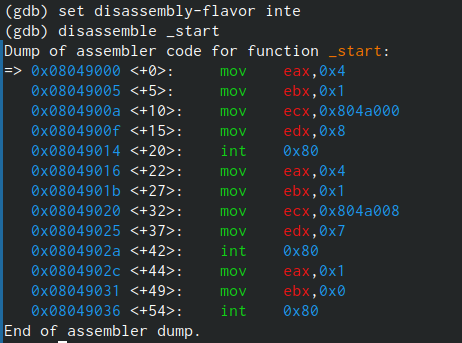 (gdb) set disassembly-flavor inte
(gdb) disassemble _start
Dump of assembler code for function _start:
=> 0x08049000 <+0>: mov eax,0x4
0x08049005 <+5>: mov ebx,0x1
0x0804900a <+10>: mov ecx,0x804a000
0x0804900f <+15>: mov edx,0x8
0x08049014 <+20>: int 0x80
0x08049016 <+22>: mov eax,0x4
0x0804901b <+27>: mov ebx,0x1
0x08049020 <+32>: mov ecx,0x804a008
0x08049025 <+37>: mov edx,0x7
0x0804902a <+42>: int 0x80
0x0804902c <+44>: mov eax,0x1
0x08049031 <+49>: mov ebx,0x0
0x08049036 <+54>: int 0x80
End of assembler dump.